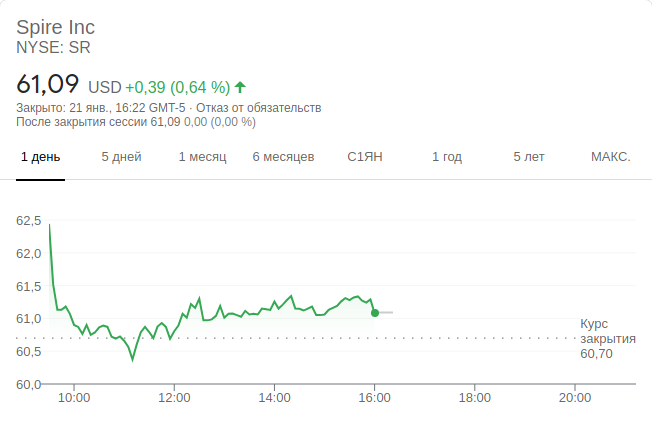 Spire Inc
NYSE: SR
61,09 USD +0,39 (0,64 %)
Закрыто: 21 янв., 16:22 GMT-5 · Отказ от обязательств
После закрытия сессии 61,09 0,00 (0,00 %)
1 день 5 дней 1 месяц 6 месяцев С1ЯН 1 год 5 лет МАКС.
62,5
62,0
61,5
61,0
60,5
60,0
Курс
закрытия
60,70
10:00 12:00 14:00 16:00 18:00 20:00